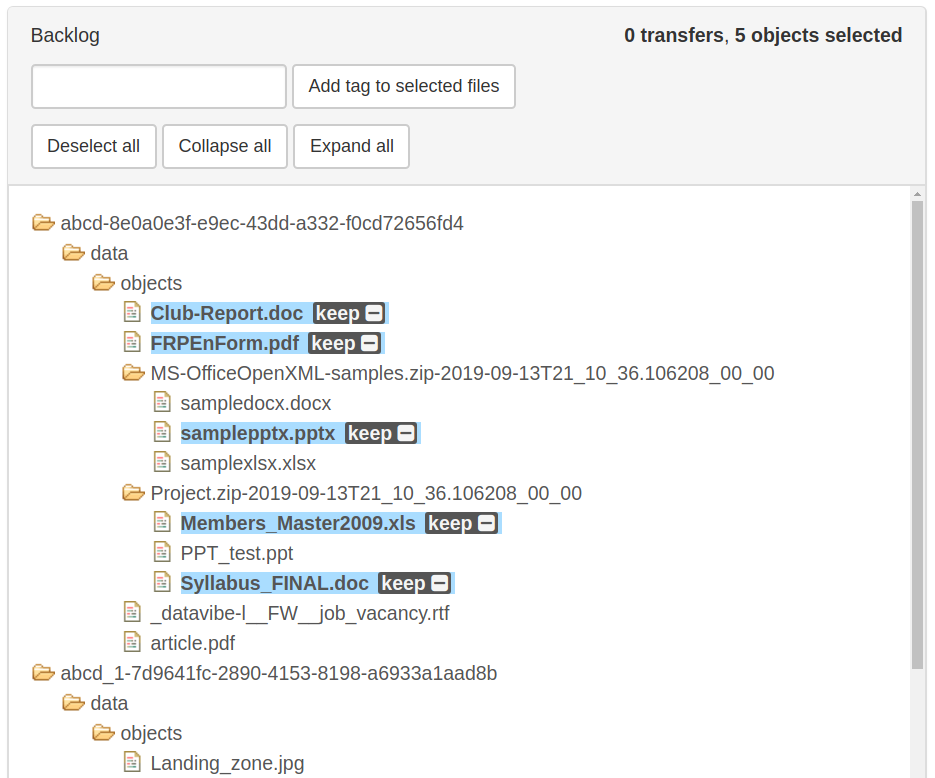 Backlog
0 transfers, 5 objects selected
Add tag to selected files
Deselect all Collapse all Expand all
abcd-8e0a0e3f-e9ec-43dd-a332-f0cd72656fd4
data
objects
Club-Report.doc keep
FRPEnForm.pdf keep
MS-OfficeOpenXML-samples.zip-2019-09-13T21_10_36.106208_00_00
sampledocx.docx
samplepptx.pptx keep
samplexlsx.xlsx
Project.zip-2019-09-13T21_10_36.106208_00_00
Members_Master2009.xls keep
PPT_test.ppt
Syllabus_FINAL.doc keep
_datavibe-l__FW__job_vacancy.rtf
article.pdf
abcd_1-7d9641fc-2890-4153-8198-a6933a1aad8b
data
objects
Landing_zone.jpg